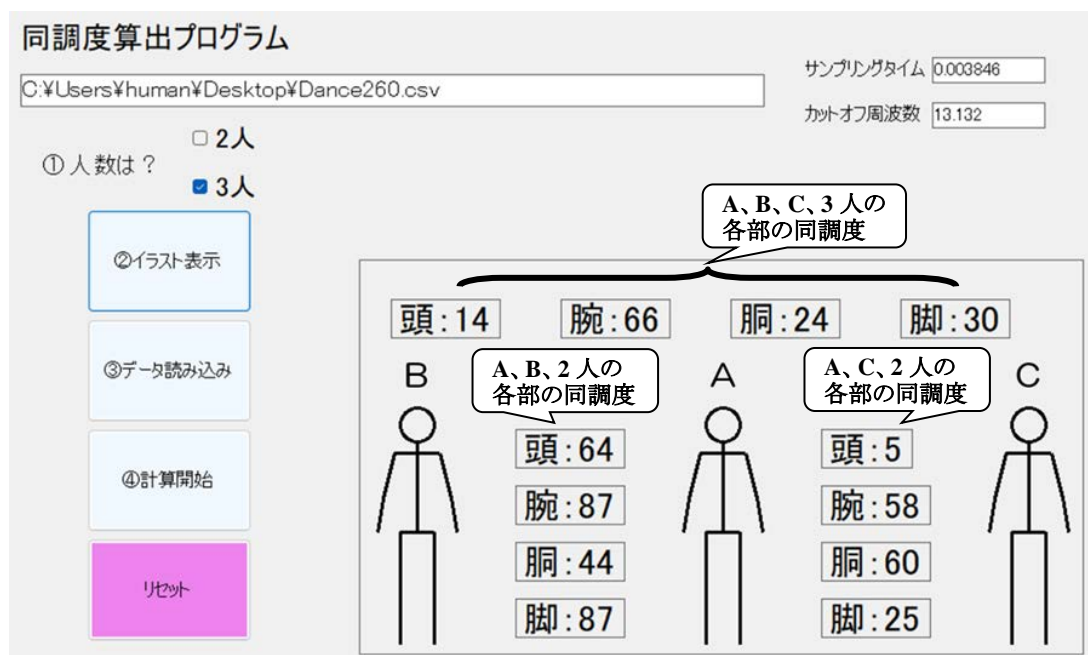 同調度算出プログラム
サンプリングタイム 0.003846
C:¥Users¥human¥Desktop¥Dance260.csv
カットオフ周波数 13.132
①人数は？
2人
3人
②イラスト表示
③データ読み込み
④計算開始
リセット
A、B、C、3 人の
各部の同調度
頭:14 腕:66 胴:24 脚:30
B
A、B、2 人の
各部の同調度
A
A、C、2 人の
各部の同調度
C
頭:64
腕:87
胴:44
脚:87
頭:5
腕:58
胴:60
脚:25